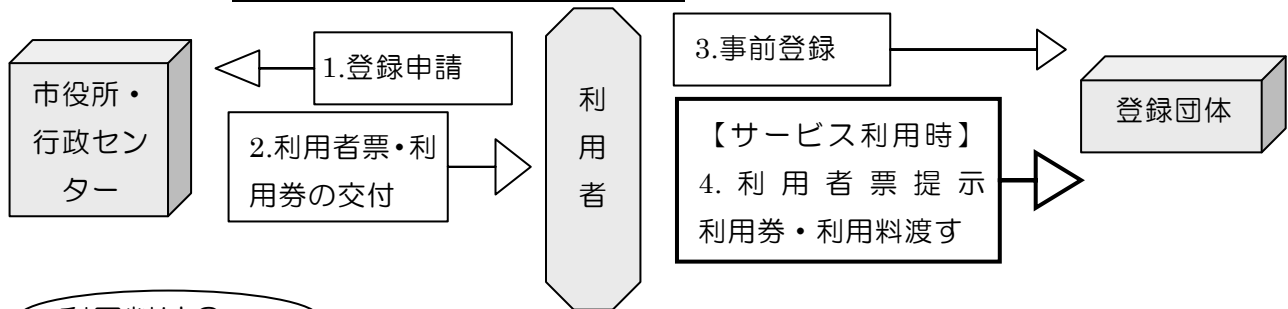 市役所・
行政セン
ター
1.登録申請
2.利用者票・利
用券の交付
利
用
者
3.事前登録
【サービス利用時】
4.利用者票提示
利用券・利用料渡す
登録団体